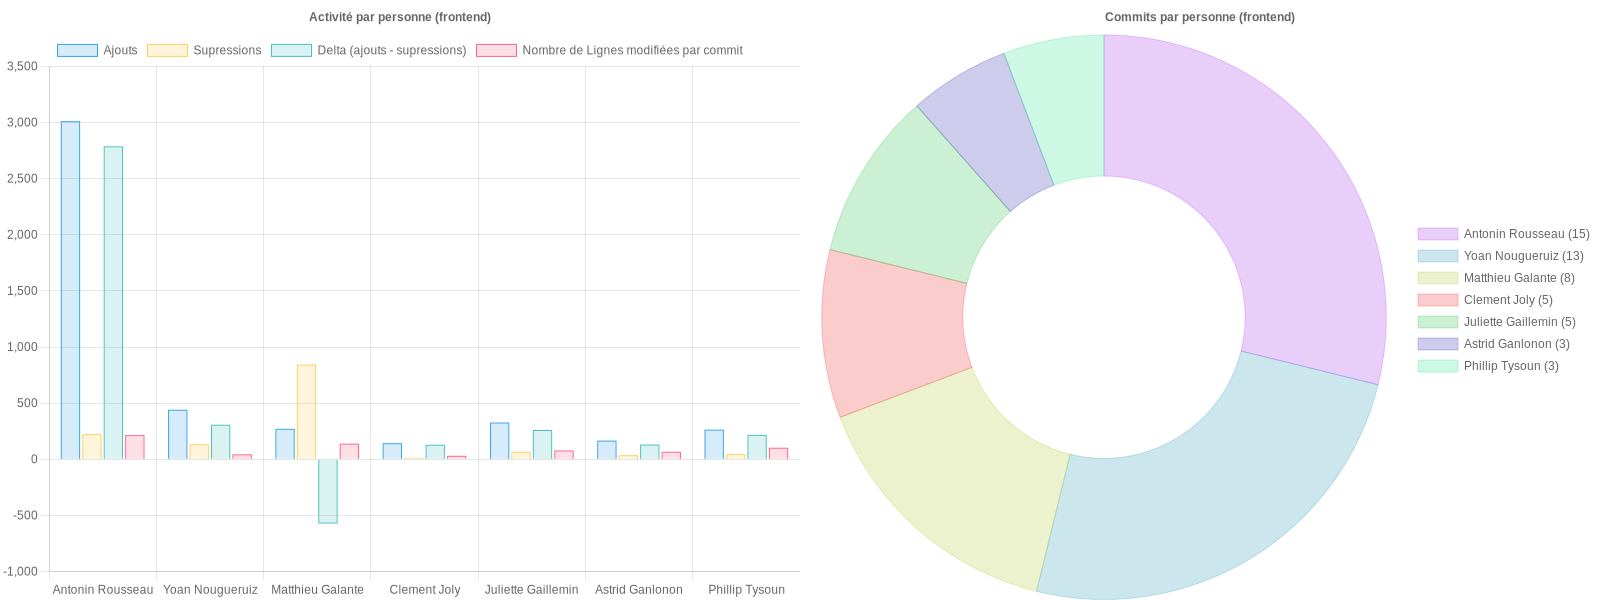 Activité par personne (frontend)
Ajouts
Supressions
Delta (ajouts - supressions)
Nombre de Lignes modifiées par commit
3,500
3,000
2,500
2,000
1,500
1,000
500
0
-500
-1,000
Antonin Rousseau
Yoan Nougueruiz
Matthieu Galante
Clement Joly
Juliette Gaillemin
Astrid Ganlonon
Phillip Tysoun
Commits par personne (frontend)
Antonin Rousseau (15)
Yoan Nougueruiz (13)
Matthieu Galante (8)
Clement Joly (5)
Juliette Gaillemin (5)
Astrid Ganlonon (3)
Phillip Tysoun (3)